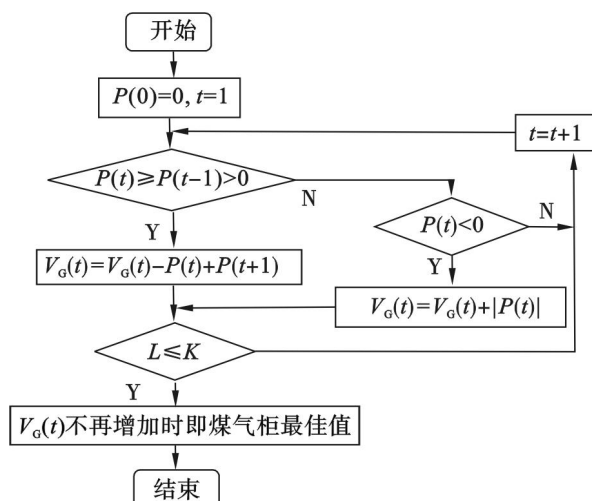 开始
P(0)=0, t=1
t=t+1
P(t)≥P(t-1)>0
N
P(t)<0
N
Y
Y
V_G(t)=V_G(t)-P(t)+P(t+1)
V_G(t)=V_G(t)+|P(t)|
L≤K
Y
V_G(t)不再增加时即煤气柜最佳值
结束